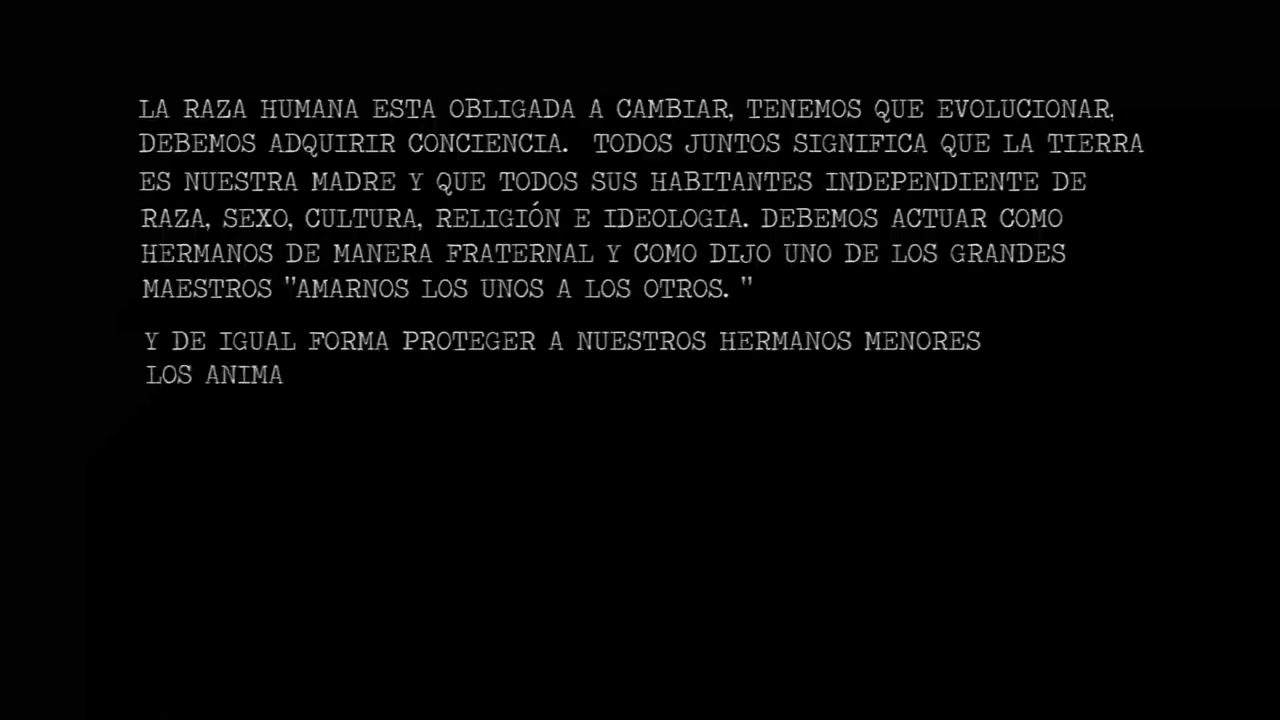 LA RAZA HUMANA ESTA OBLIGADA A CAMBIAR, TENEMOS QUE EVOLUCIONAR,
DEBEMOS ADQUIRIR CONCIENCIA. TODOS JUNTOS SIGNIFICA QUE LA TIERRA
ES NUESTRA MADRE Y QUE TODOS SUS HABITANTES INDEPENDIENTE DE
RAZA, SEXO, CULTURA, RELIGIÓN E IDEOLOGIA. DEBEMOS ACTUAR COMO
HERMANOS DE MANERA FRATERNAL Y COMO DIJO UNO DE LOS GRANDES
MAESTROS "AMARNOS LOS UNOS A LOS OTROS. "
Y DE IGUAL FORMA PROTEGER A NUESTROS HERMANOS MENORES
LOS ANIMA